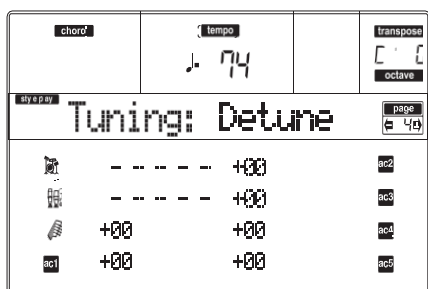 chord tempo transpose
♩= 74
octave
style play page
Tuning: Detune 4
- - - - - +00 ac2
- - - - - +00 ac3
+00 +00 ac4
ac1 +00 +00 ac5